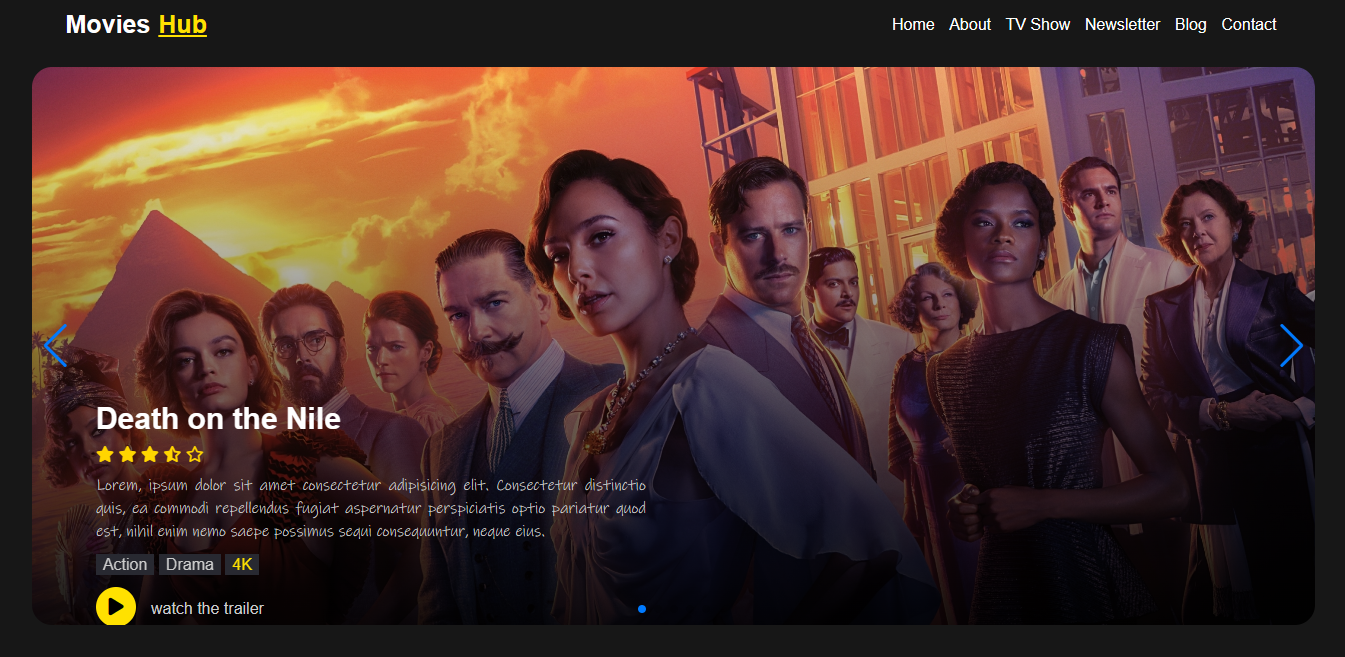 Movies Hub
Home About TV Show Newsletter Blog Contact
Death on the Nile
Lorem, ipsum dolor sit amet consectetur adipisicing elit. Consectetur distinctio
quis, ea commodi repellendus fugiat aspernatur perspiciatis optio pariatur quod
est, nihil enim nemo saepe possimus sequi consequuntur, neque eius.
Action Drama 4K
watch the trailer